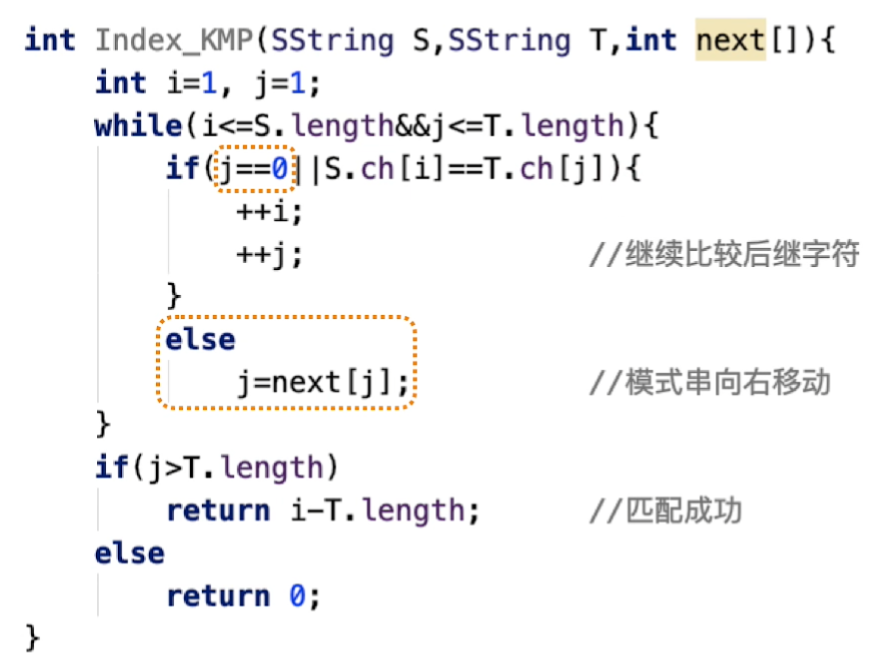 int Index_KMP(SString S,SString T,int next[]){
int i=1, j=1;
while(i<=S.length&&j<=T.length){
if(j==0||S.ch[i]==T.ch[j]){
++i;
++j; //继续比较后继字符
}
else
j=next[j]; //模式串向右移动
}
if(j>T.length)
return i-T.length; //匹配成功
else
return 0;
}